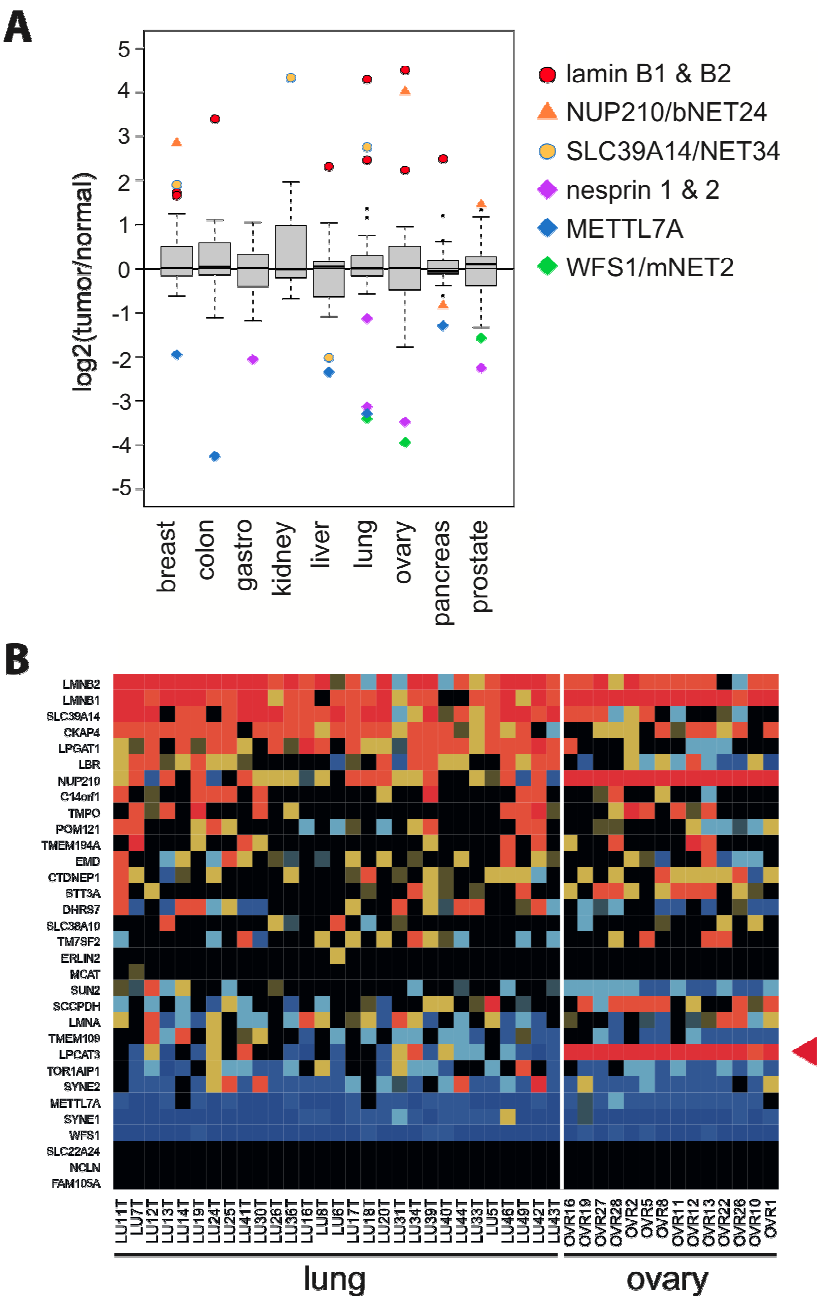 A
5
4
3
2
1
0
-1
-2
-3
-4
-5
log2(tumor/normal)
breast
colon
gastro
kidney
liver
lung
ovary
pancreas
prostate
lamin B1 & B2
NUP210/bNET24
SLC39A14/NET34
nesprin 1 & 2
METTL7A
WFS1/mNET2
B
LMNB2
LMNB1
SLC39A14
CKAP4
LPGAT1
LBR
NUP210
C14orf1
TMPO
POM121
TMEM194A
EMD
CTDNEP1
STT3A
DHRS7
SLC38A10
TM7SF2
ERLIN2
MCAT
SUN2
SCCPDH
LMNA
TMEM109
LPCAT3
TOR1AIP1
SYNE2
METTL7A
SYNE1
WFS1
SLC22A24
NCLN
FAM105A
LU11T
LU7T
LU12T
LU13T
LU14T
LU19T
LU24T
LU25T
LU41T
LU30T
LU26T
LU36T
LU16T
LU8T
LU6T
LU17T
LU18T
LU20T
LU31T
LU34T
LU39T
LU40T
LU44T
LU33T
LU5T
LU46T
LU49T
LU42T
LU43T
OVR16
OVR19
OVR27
OVR28
OVR2
OVR5
OVR8
OVR11
OVR12
OVR13
OVR22
OVR26
OVR10
OVR1
lung
ovary